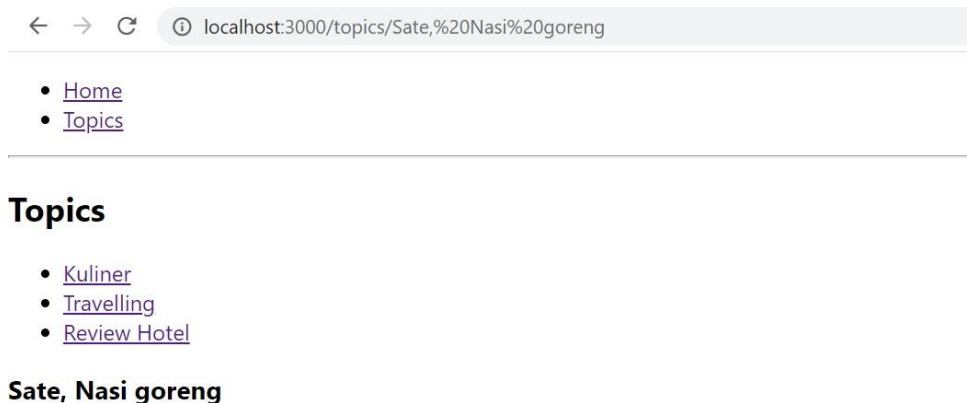 localhost:3000/topics/Sate,%20Nasi%20goreng
Home
Topics
Topics
Kuliner
Travelling
Review Hotel
Sate, Nasi goreng